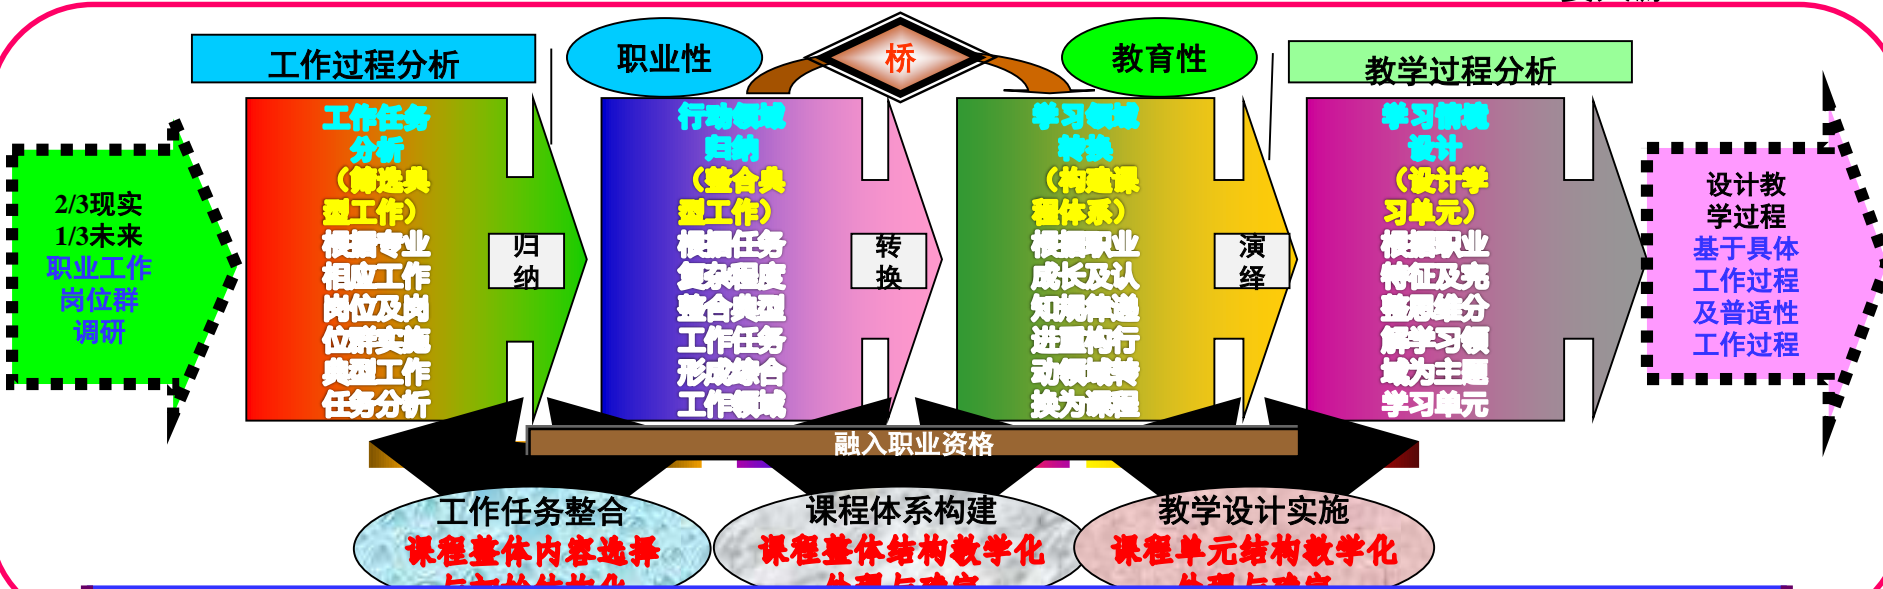 工作过程分析
职业性
桥
教育性
教学过程分析
2/3现实
1/3未来
职业工作
岗位群
调研
工作任务
分析
（筛选典
型工作）
根据专业
相应工作
岗位及岗
位群实施
典型工作
任务分析
归
纳
行动领域
归纳
（整合典
型工作）
根据任务
复杂程度
整合典型
工作任务
形成综合
工作领域
转
换
学习领域
转换
（构建课
程体系）
根据职业
成长及认
知规律递
进重构行
动领域转
换为课程
演
绎
学习情境
设计
（设计学
习单元）
根据职业
特征及完
整思维分
解学习领
域为主题
学习单元
设计教
学过程
基于具体
工作过程
及普适性
工作过程
融入职业资格
工作任务整合
课程整体内容选择
课程体系构建
课程整体结构教学化
教学设计实施
课程单元结构教学化